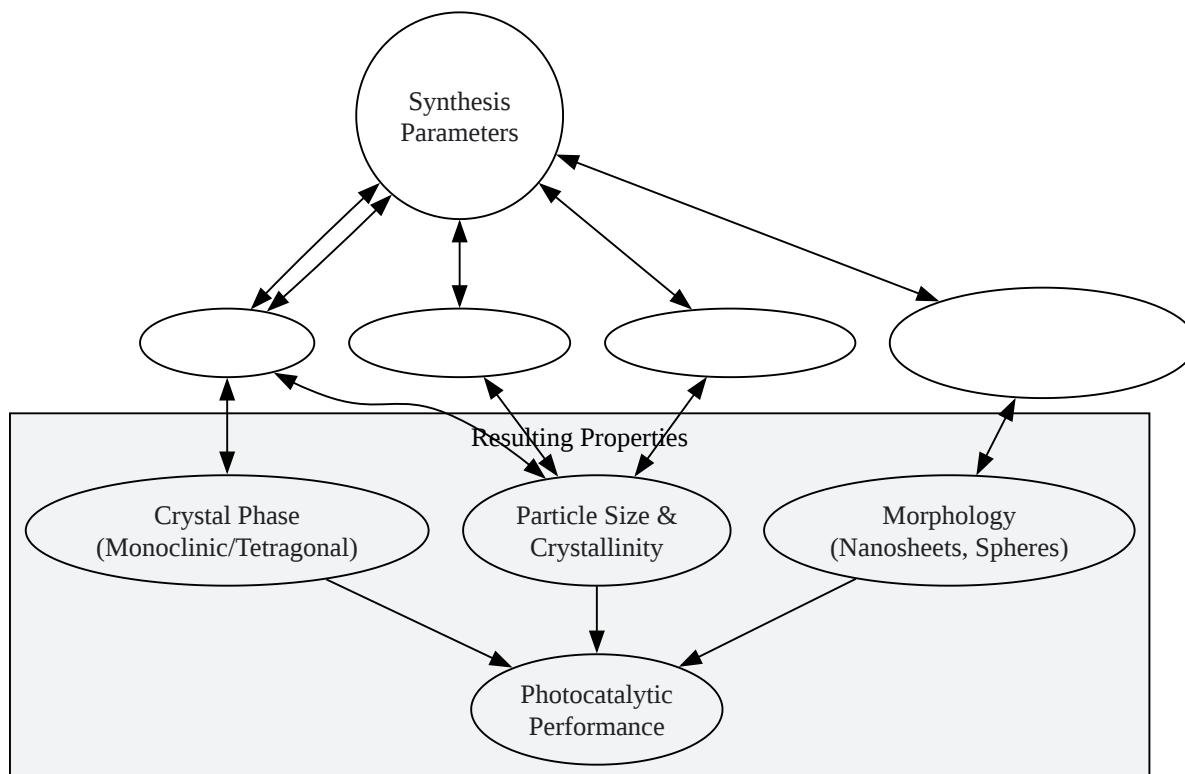 Synthesis
Parameters
Resulting Properties
Crystal Phase
(Monoclinic/Tetragonal)
Particle Size &
Crystallinity
Morphology
(Nanosheets, Spheres)
Photocatalytic
Performance